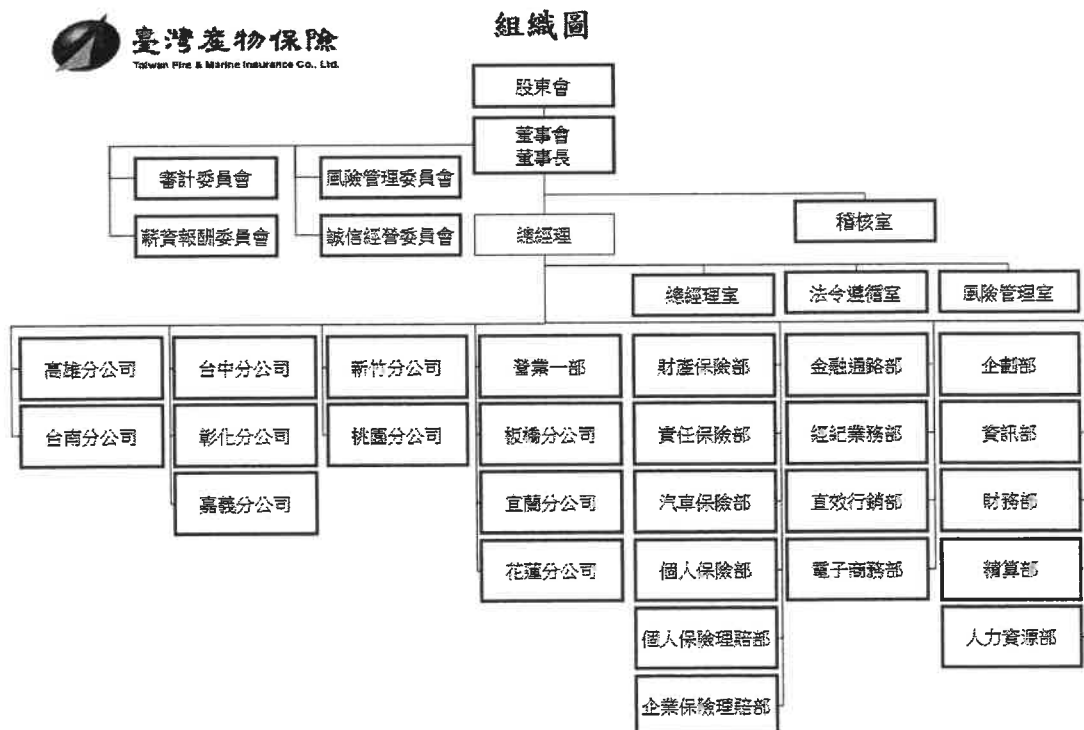 組織圖
臺灣產物保險
Taiwan Fire & Marine Insurance Co., Ltd.
股東會
董事會
董事長
審計委員會
風險管理委員會
薪資報酬委員會
誠信經營委員會
總經理
稽核室
總經理室
法令遵循室
風險管理室
高雄分公司
台中分公司
新竹分公司
營業一部
財產保險部
金融通路部
企劃部
台南分公司
彰化分公司
桃園分公司
板橋分公司
責任保險部
經紀業務部
資訊部
嘉義分公司
宜蘭分公司
汽車保險部
直效行銷部
財務部
花蓮分公司
個人保險部
電子商務部
精算部
個人保險理賠部
人力資源部
企業保險理賠部